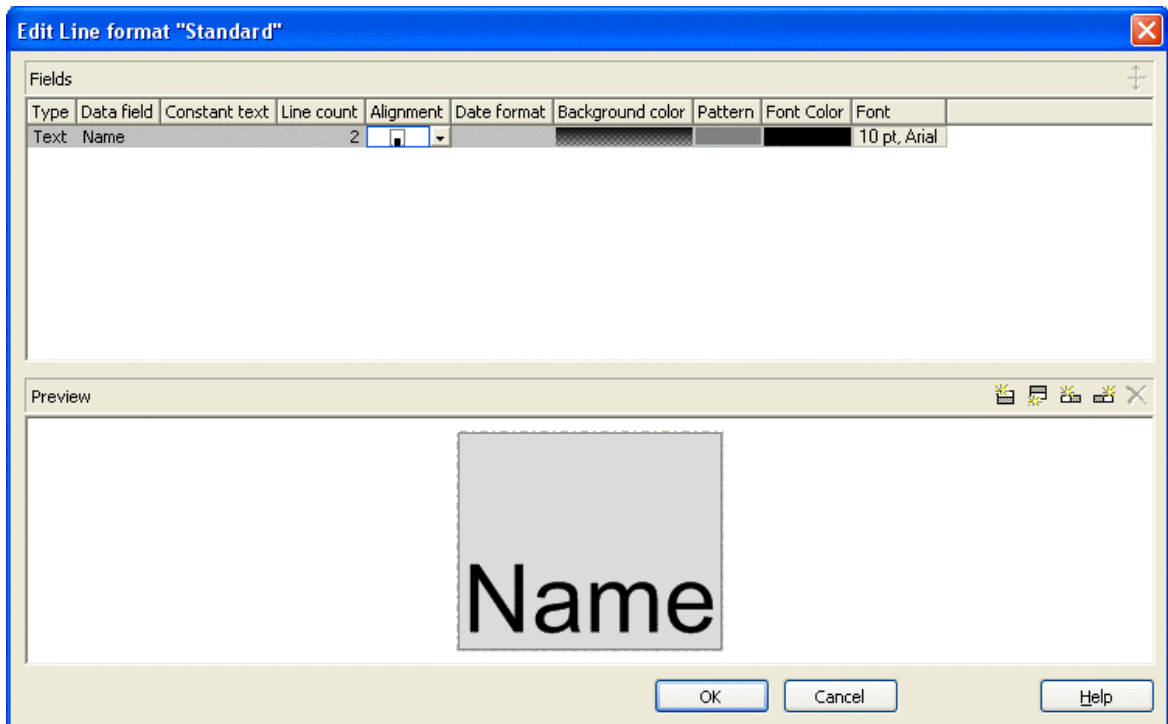 Edit Line format "Standard"
Fields
Type Data field Constant text Line count Alignment Date format Background color Pattern Font Color Font
Text Name 2 10 pt, Arial
Preview
Name
OK Cancel Help